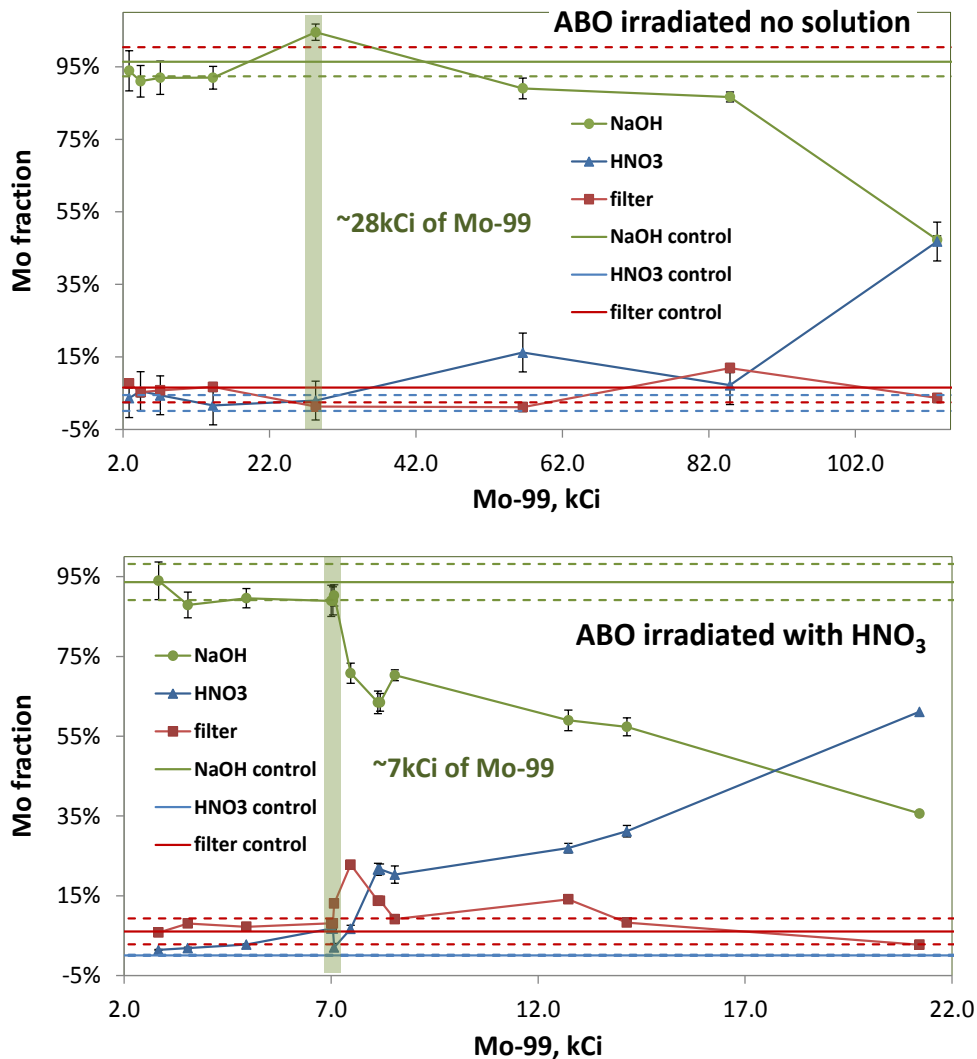 ABO irradiated no solution
95%
75%
55%
35%
15%
-5%
Mo fraction
NaOH
HNO3
filter
NaOH control
HNO3 control
filter control
~28kCi of Mo-99
2.0
22.0
42.0
62.0
82.0
102.0
Mo-99, kCi
95%
75%
55%
35%
15%
-5%
Mo fraction
ABO irradiated with HNO₃
NaOH
HNO3
filter
NaOH control
HNO3 control
filter control
~7kCi of Mo-99
2.0
7.0
12.0
17.0
22.0
Mo-99, kCi